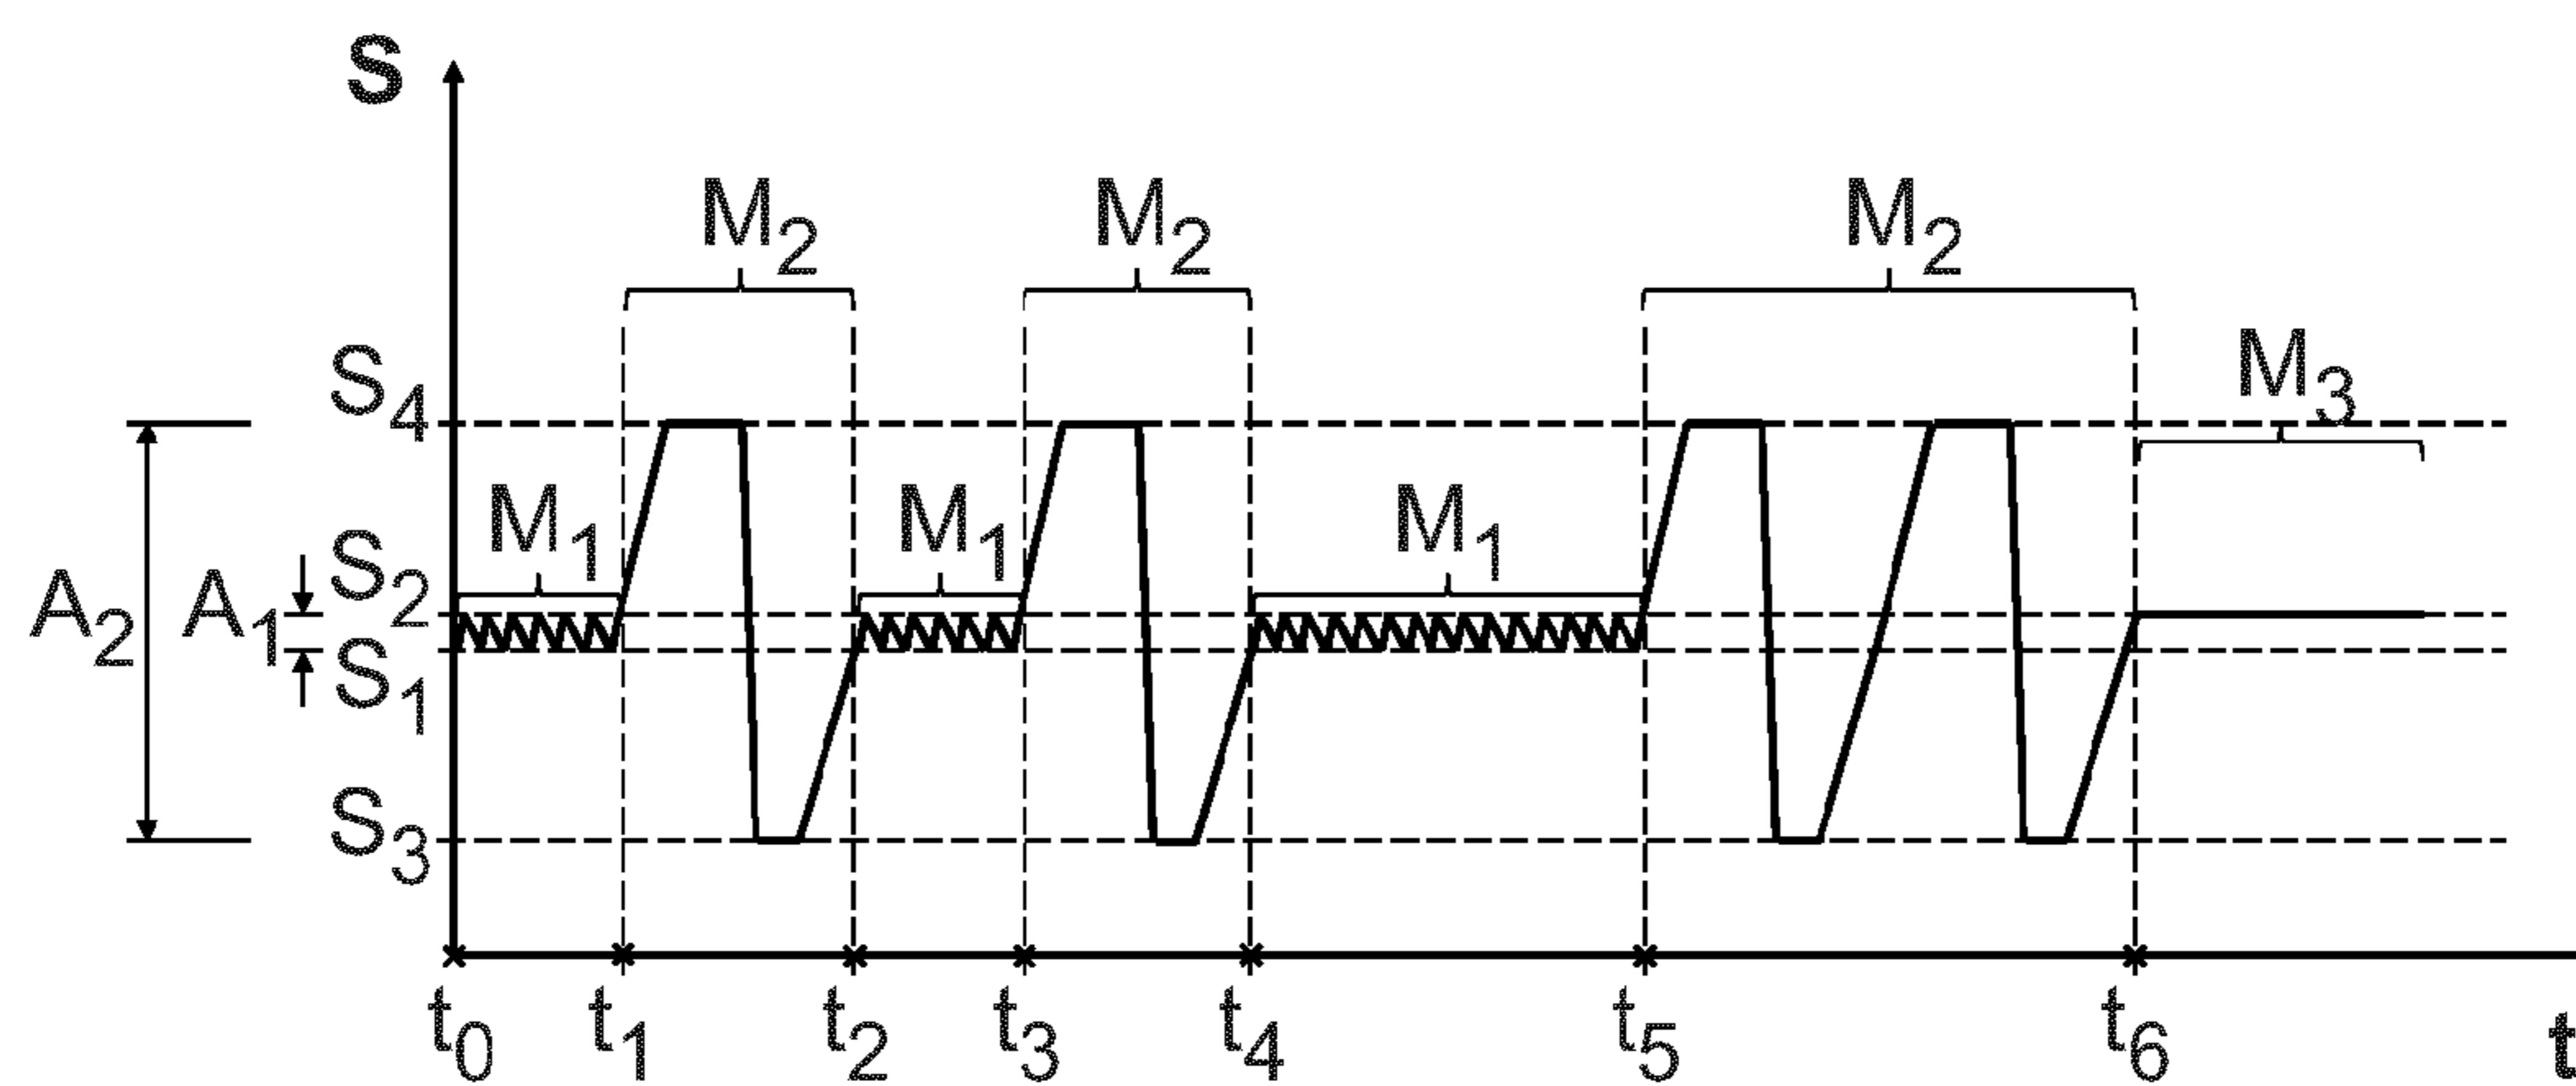 S
M₂ M₂ M₂
M₃
S₄
M₁ M₁ M₁
S₂
A₂ A₁
S₁
S₃
t₀ t₁ t₂ t₃ t₄ t₅ t₆ t